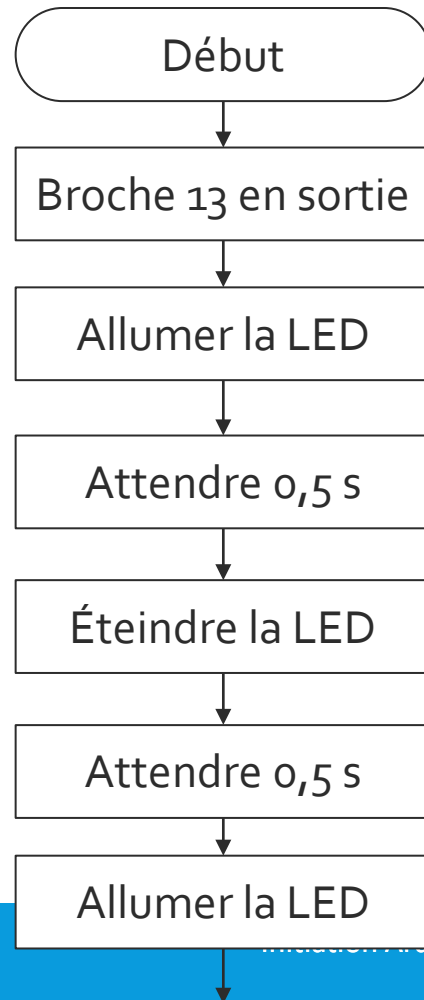 Début
Broche 13 en sortie
Allumer la LED
Attendre 0,5 s
Éteindre la LED
Attendre 0,5 s
Allumer la LED